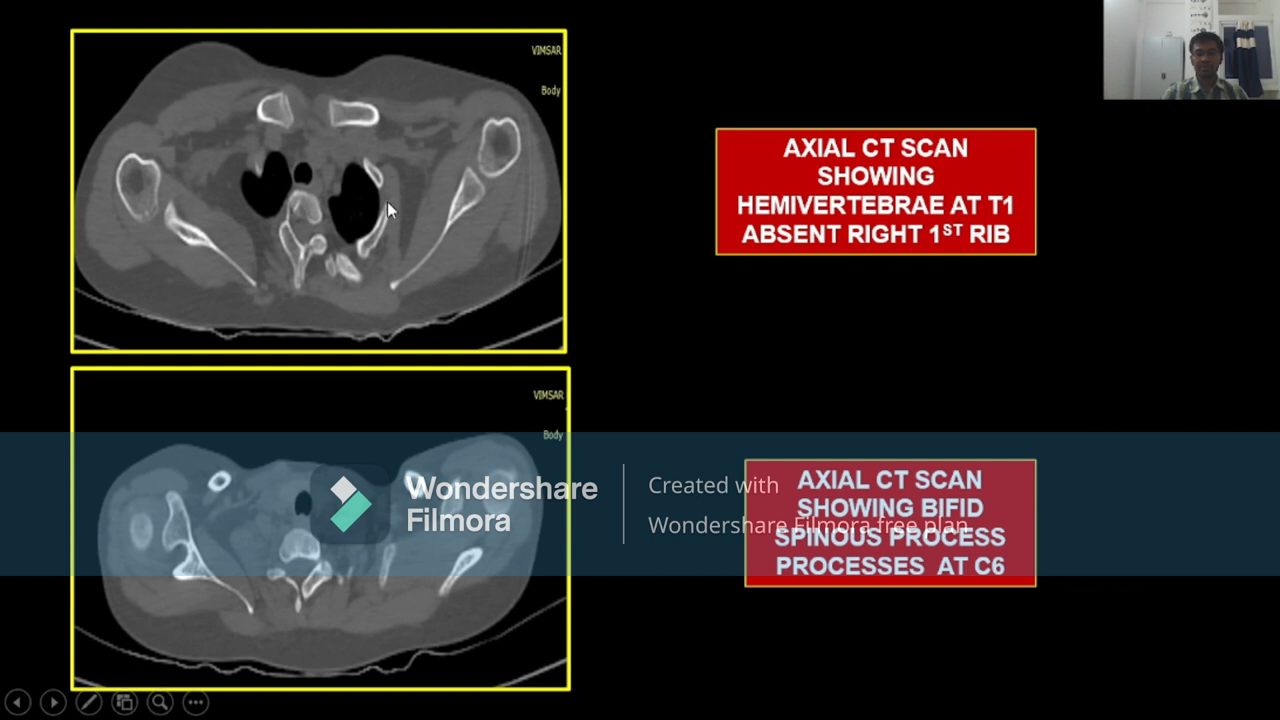 VIMSAR
Body
AXIAL CT SCAN
SHOWING
HEMIVERTEBRAE AT T1
ABSENT RIGHT 1ST RIB
VIMSAR
Body
Wondershare
Filmora
Created with
Wondershare Filmora free plan
AXIAL CT SCAN
SHOWING BIFID
SPINOUS PROCESS
PROCESSES AT C6